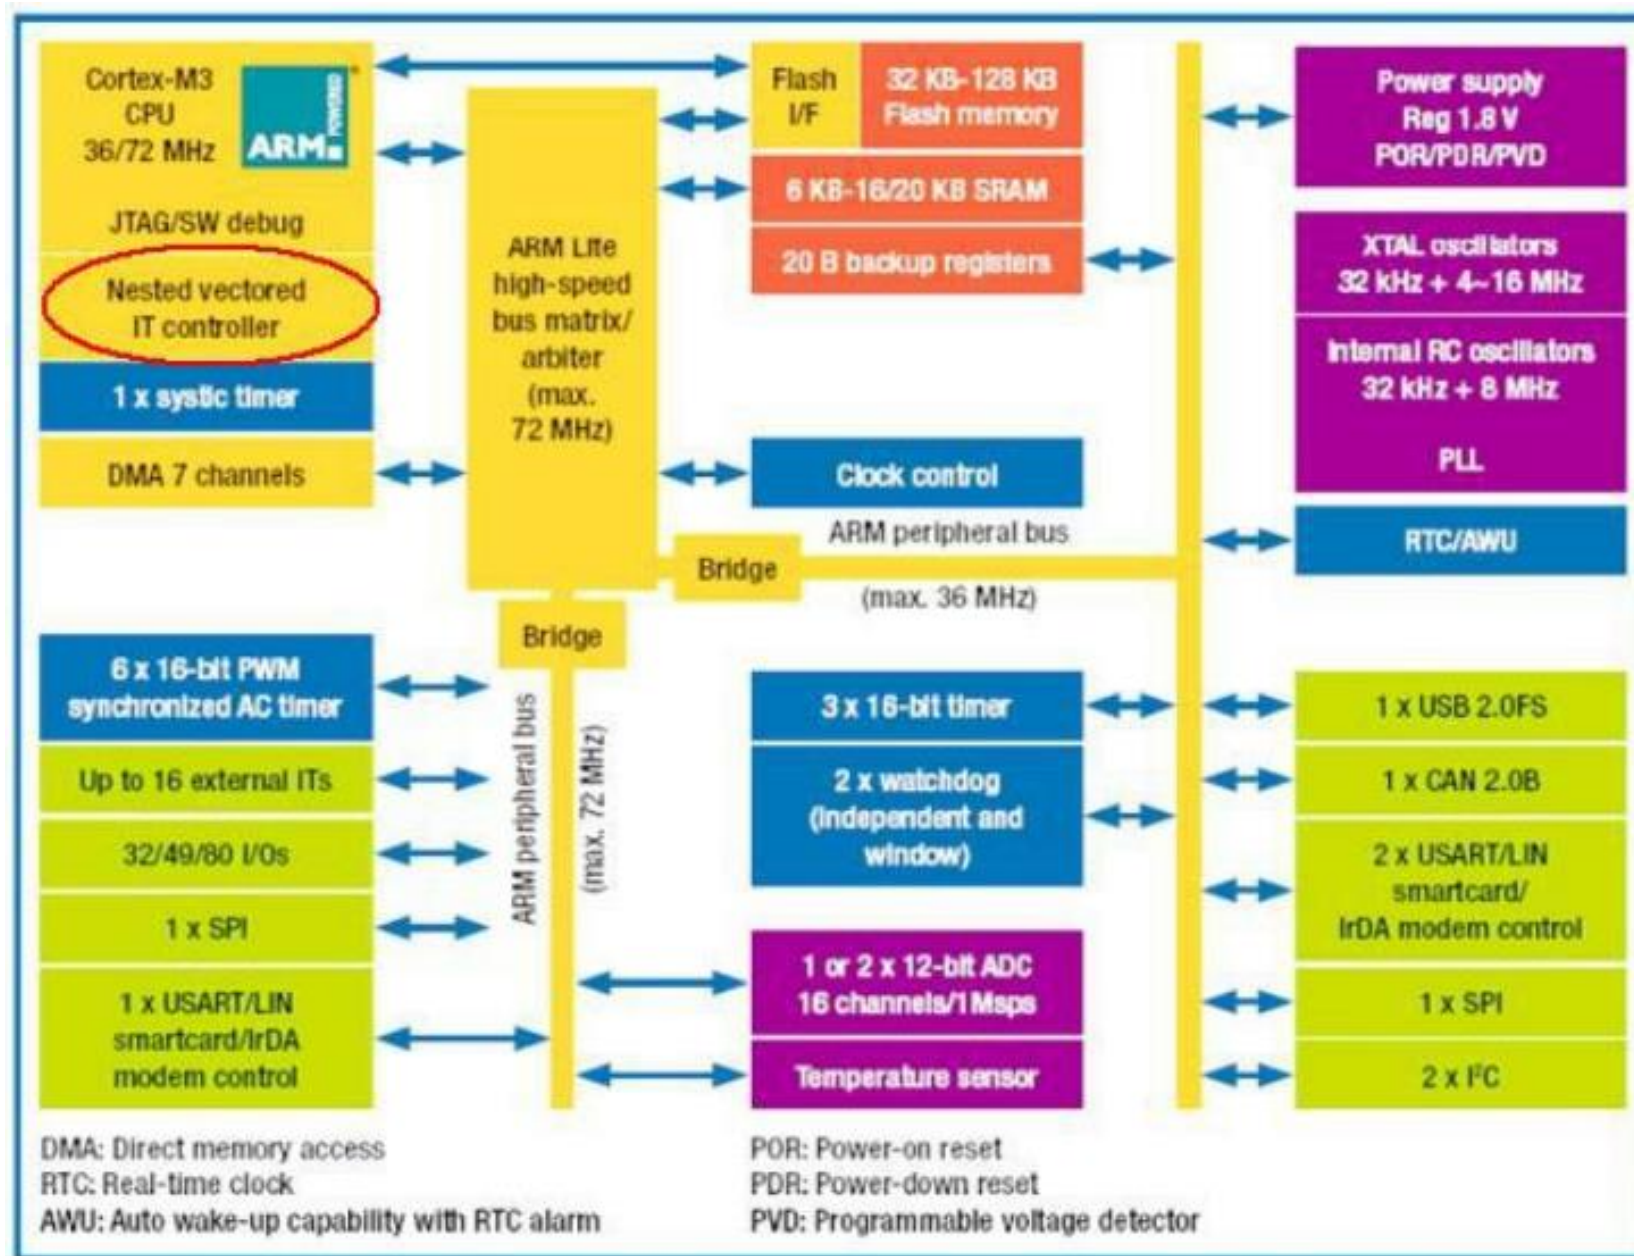 Cortex-M3
CPU
36/72 MHz
ARM
POWERED
®
JTAG/SW debug
Nested vectored
IT controller
1 x systic timer
DMA 7 channels
ARM Lite
high-speed
bus matrix/
arbiter
(max.
72 MHz)
Flash
I/F
32 KB-128 KB
Flash memory
6 KB-16/20 KB SRAM
20 B backup registers
Clock control
ARM peripheral bus
(max. 36 MHz)
Bridge
Bridge
Power supply
Reg 1.8 V
POR/PDR/PVD
XTAL oscillators
32 kHz + 4~16 MHz
Internal RC oscillators
32 kHz + 8 MHz
PLL
RTC/AWU
6 x 16-bit PWM
synchronized AC timer
Up to 16 external ITs
32/49/80 I/Os
1 x SPI
1 x USART/LIN
smartcard/IrDA
modem control
ARM peripheral bus
(max. 72 MHz)
3 x 16-bit timer
2 x watchdog
(independent and
window)
1 or 2 x 12-bit ADC
16 channels/1Msps
Temperature sensor
1 x USB 2.0FS
1 x CAN 2.0B
2 x USART/LIN
smartcard/
IrDA modem control
1 x SPI
2 x I²C
DMA: Direct memory access
RTC: Real-time clock
AWU: Auto wake-up capability with RTC alarm
POR: Power-on reset
PDR: Power-down reset
PVD: Programmable voltage detector